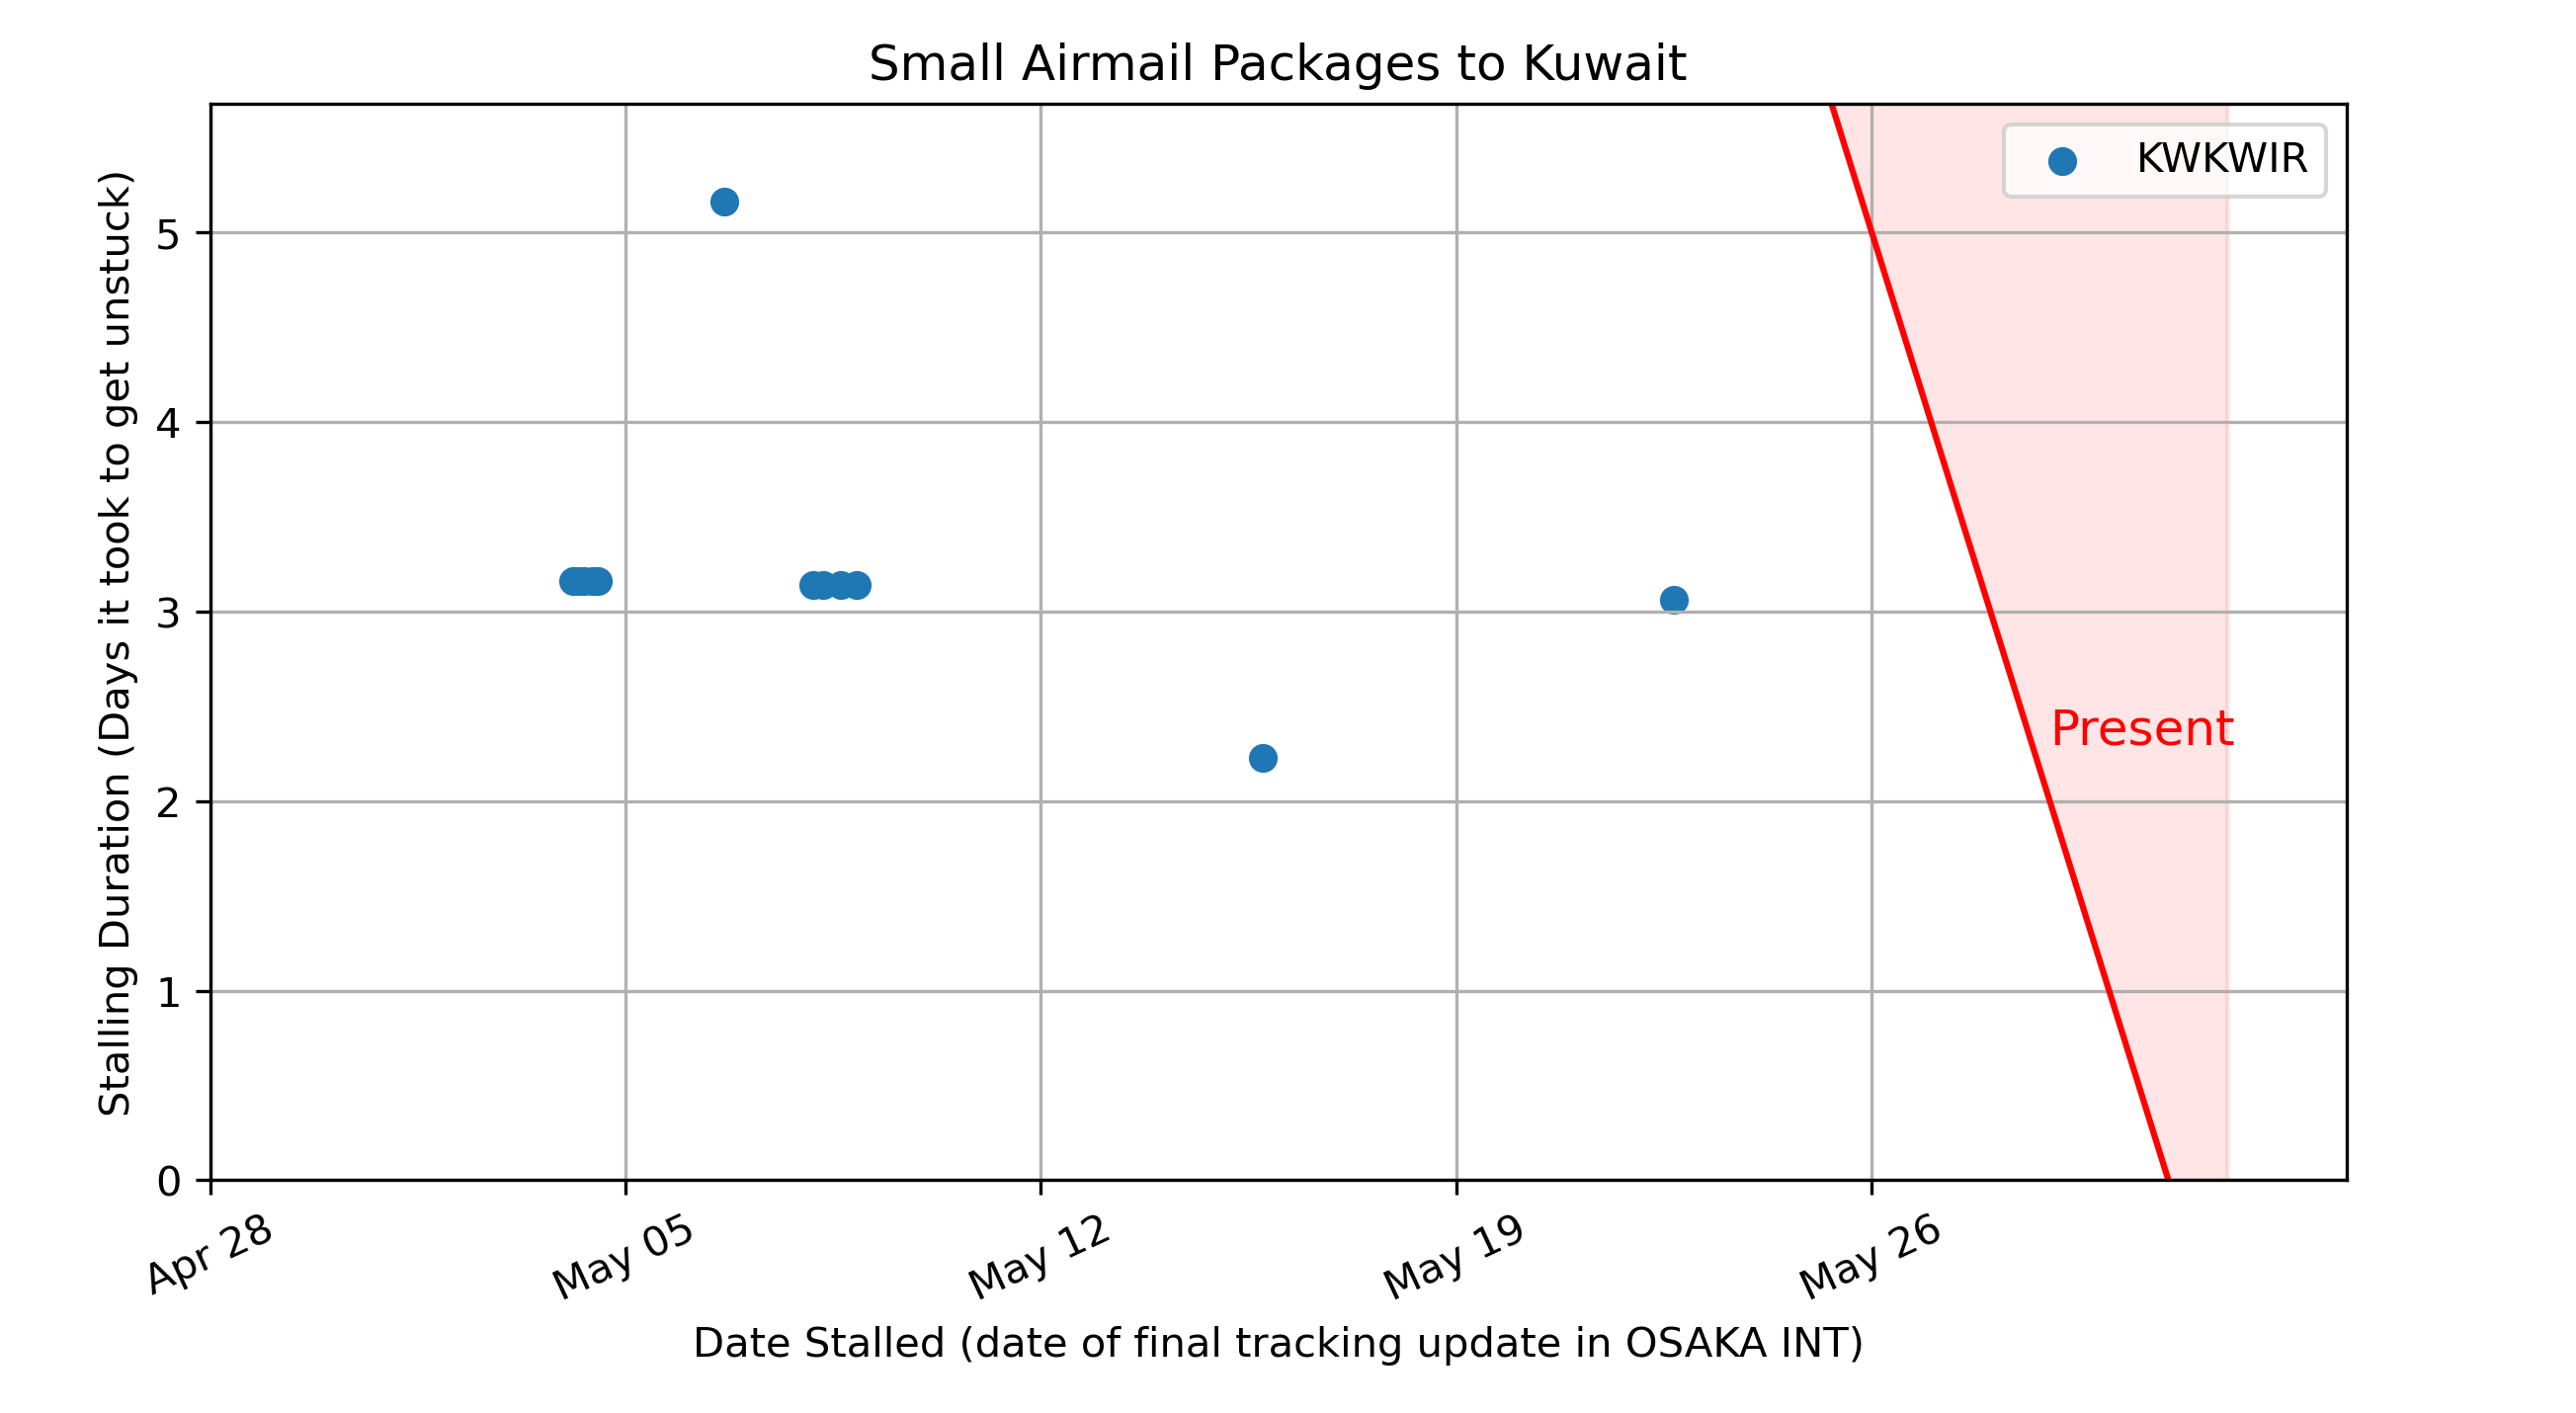 Small Airmail Packages to Kuwait
KWKWIR
Stalling Duration (Days it took to get unstuck)
5
4
3
2
1
0
Present
Apr 28
May 05
May 12
May 19
May 26
Date Stalled (date of final tracking update in OSAKA INT)